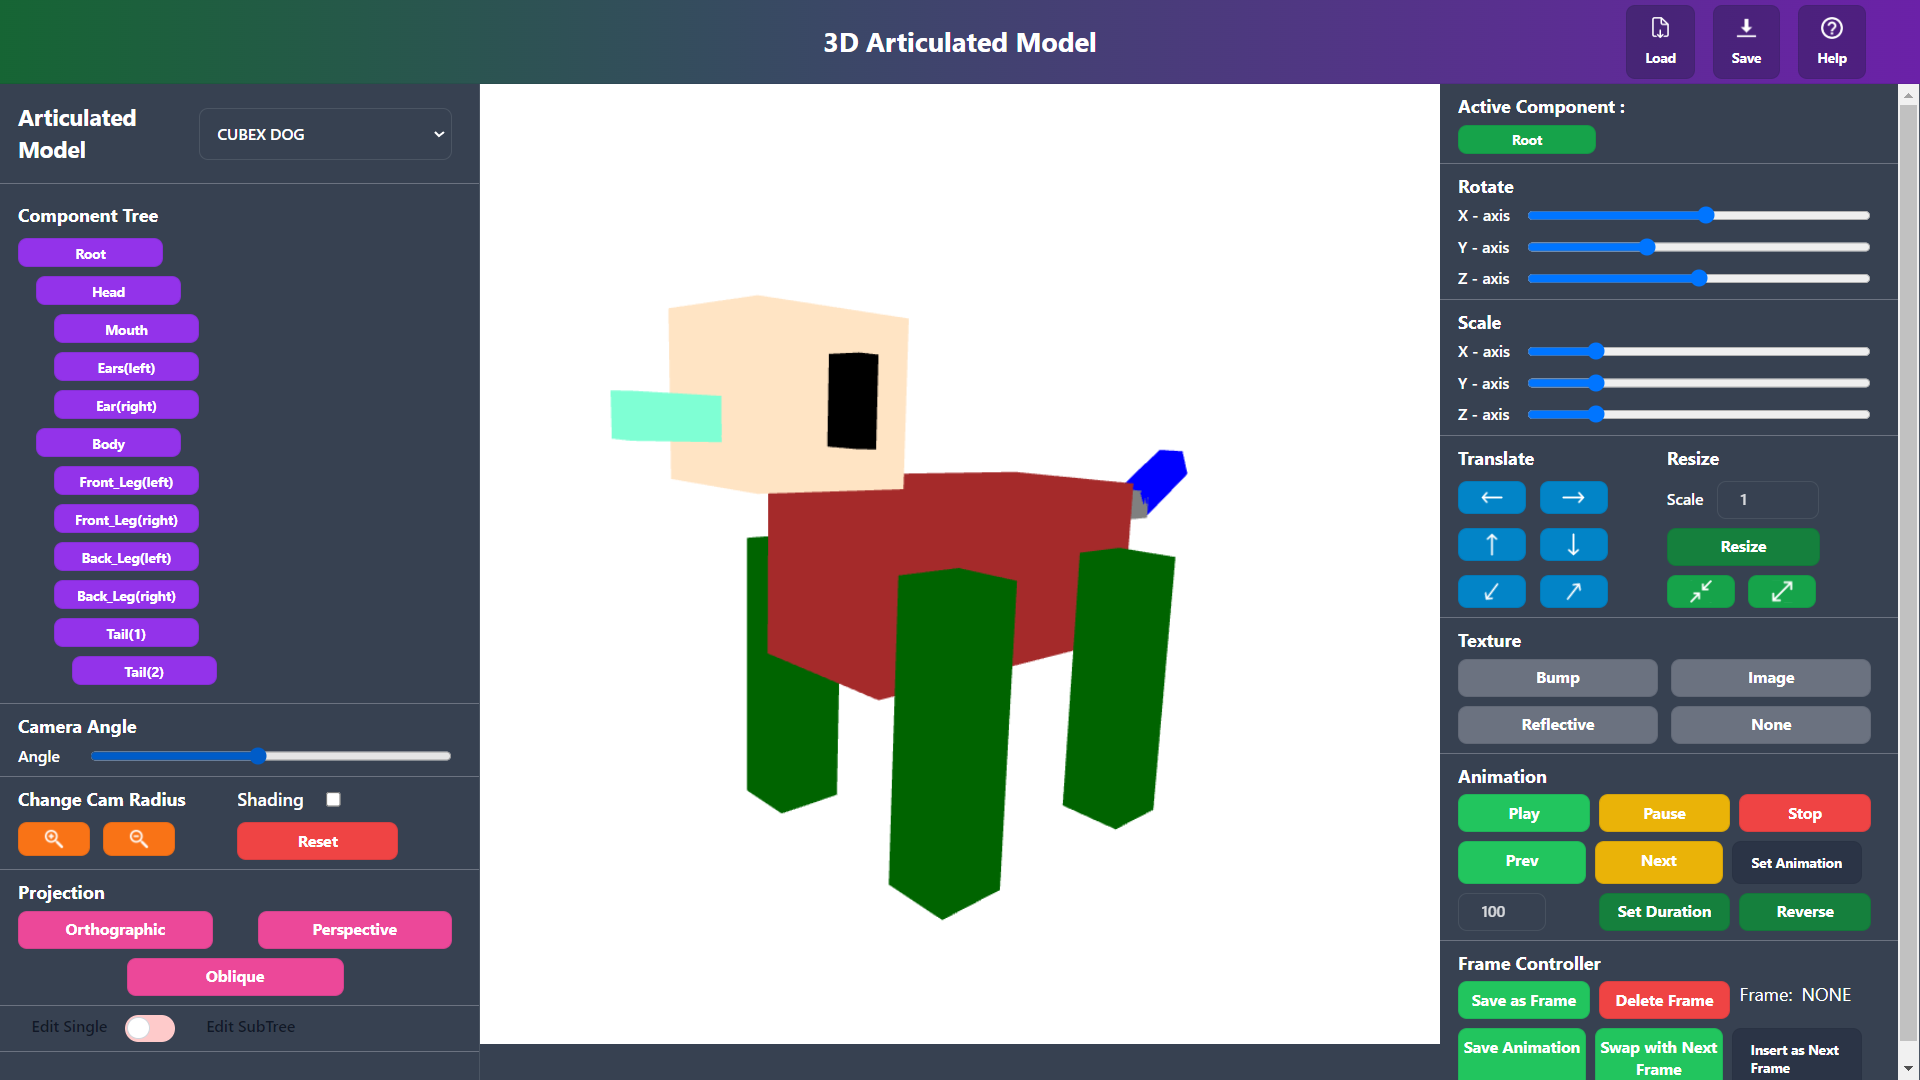 3D Articulated Model
Load
Save
Help
Articulated
Model
CUBEX DOG
Component Tree
Root
Head
Mouth
Ears(left)
Ear(right)
Body
Front_Leg(left)
Front_Leg(right)
Back_Leg(left)
Back_Leg(right)
Tail(1)
Tail(2)
Camera Angle
Angle
Change Cam Radius
Shading
Reset
Projection
Orthographic
Perspective
Oblique
Edit Single
Edit SubTree
Active Component :
Root
Rotate
X - axis
Y - axis
Z - axis
Scale
X - axis
Y - axis
Z - axis
Translate
Resize
Scale
1
Resize
Texture
Bump
Image
Reflective
None
Animation
Play
Pause
Stop
Prev
Next
Set Animation
100
Set Duration
Reverse
Frame Controller
Save as Frame
Delete Frame
Frame: NONE
Save Animation
Swap with Next
Frame
Insert as Next
Frame